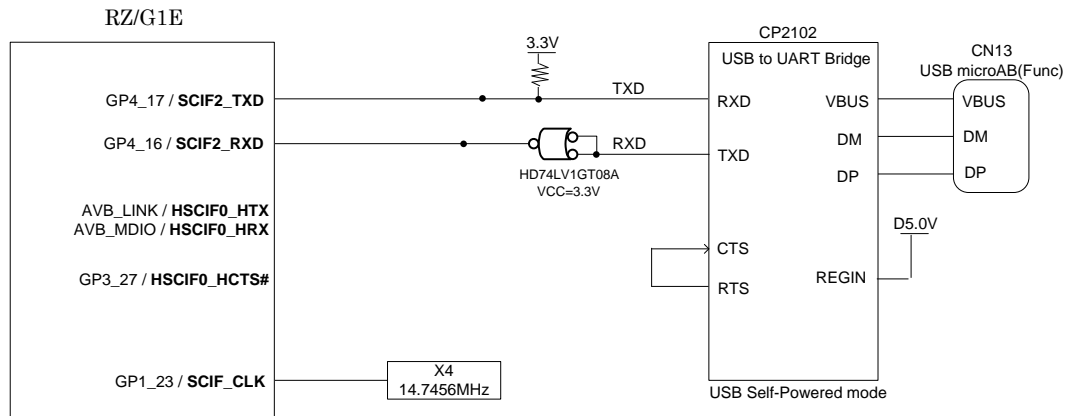 RZ/G1E
GP4_17 / SCIF2_TXD
GP4_16 / SCIF2_RXD
AVB_LINK / HSCIF0_HTX
AVB_MDIO / HSCIF0_HRX
GP3_27 / HSCIF0_HCTS#
GP1_23 / SCIF_CLK
3.3V
TXD
RXD
HD74LV1GT08A
VCC=3.3V
X4
14.7456MHz
CP2102
USB to UART Bridge
RXD
TXD
CTS
RTS
VBUS
DM
DP
REGIN
USB Self-Powered mode
D5.0V
CN13
USB microAB(Func)
VBUS
DM
DP